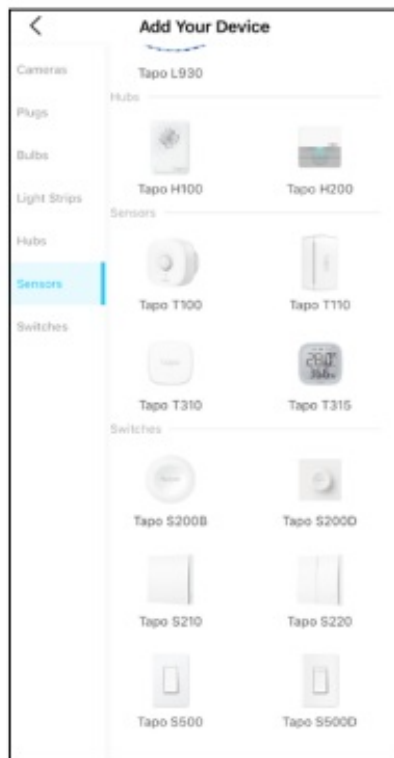 Add Your Device
Cameras
Plugs
Bulbs
Light Strips
Hubs
Sensors
Switches
Tapo L930
Hubs
Tapo H100 Tapo H200
Sensors
Tapo T100 Tapo T110
28.0°
Tapo T310 Tapo T315
Switches
Tapo S200B Tapo S200D
Tapo S210 Tapo S220
Tapo S500 Tapo S500D